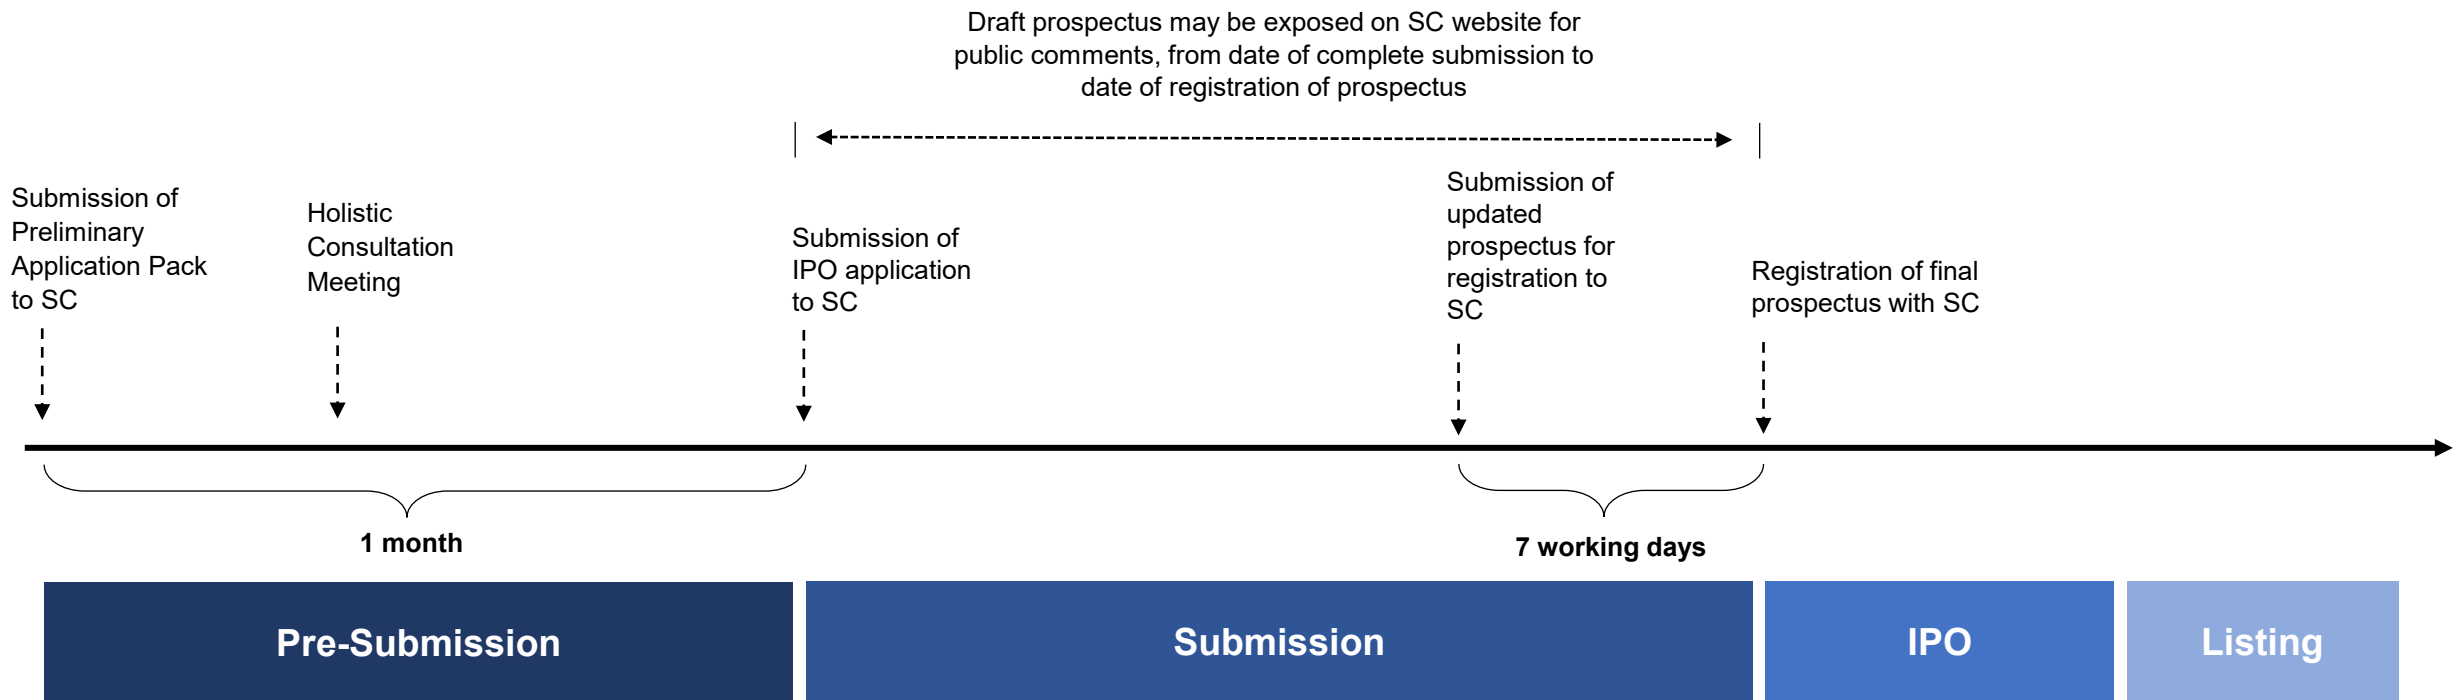 Draft prospectus may be exposed on SC website for
public comments, from date of complete submission to
date of registration of prospectus
Submission of
Preliminary
Application Pack
to SC
Holistic
Consultation
Meeting
Submission of
IPO application
to SC
Submission of
updated
prospectus for
registration to
SC
Registration of final
prospectus with SC
1 month
7 working days
Pre-Submission
Submission
IPO
Listing